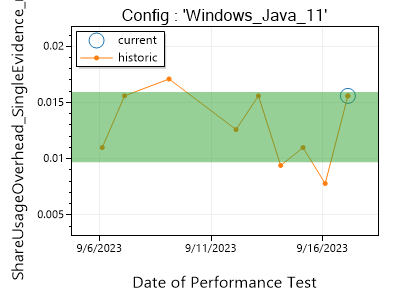 Config : 'Windows_Java_11'
ShareUsageOverhead_SingleEvidence_
current
historic
0.02
0.015
0.01
0.005
9/6/2023
9/11/2023
9/16/2023
Date of Performance Test